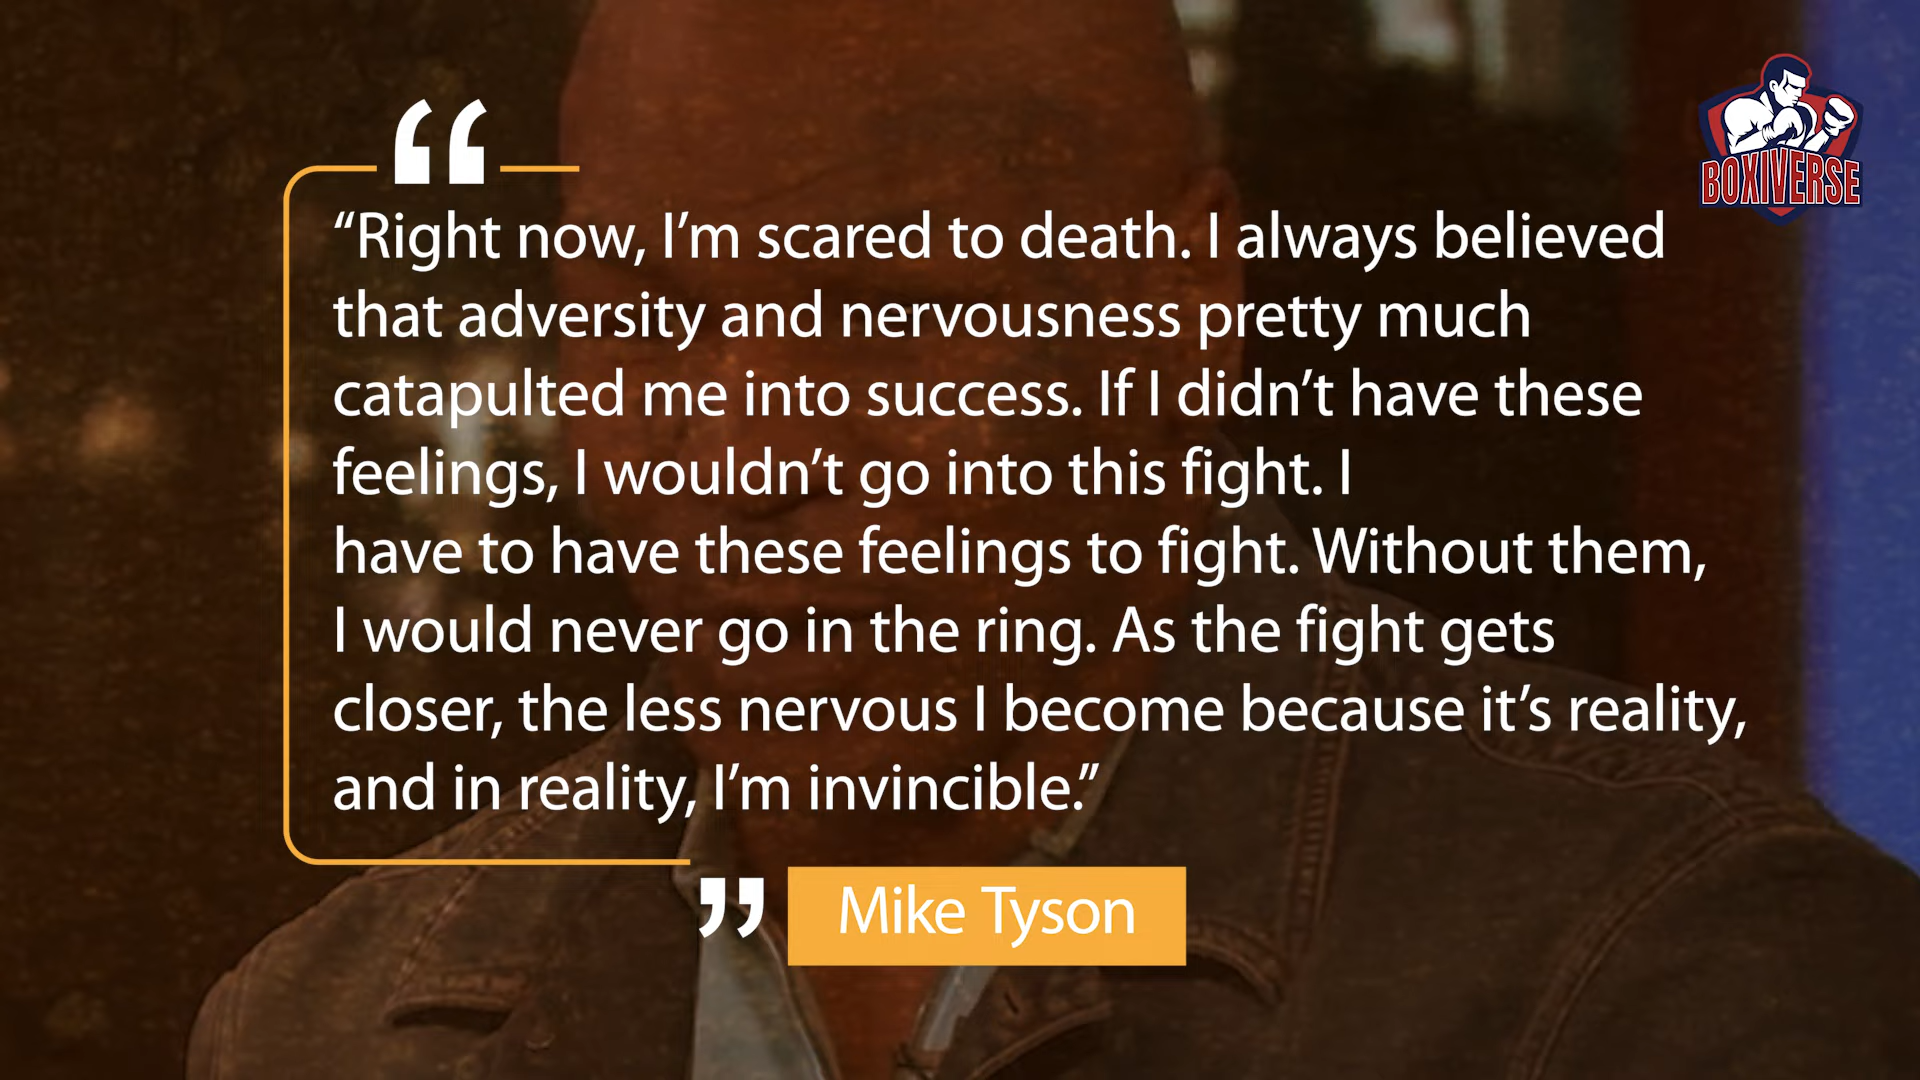 BOXIVERSE
“Right now, I’m scared to death. I always believed
that adversity and nervousness pretty much
catapulted me into success. If I didn’t have these
feelings, I wouldn’t go into this fight. I
have to have these feelings to fight. Without them,
I would never go in the ring. As the fight gets
closer, the less nervous I become because it’s reality,
and in reality, I’m invincible.”
Mike Tyson